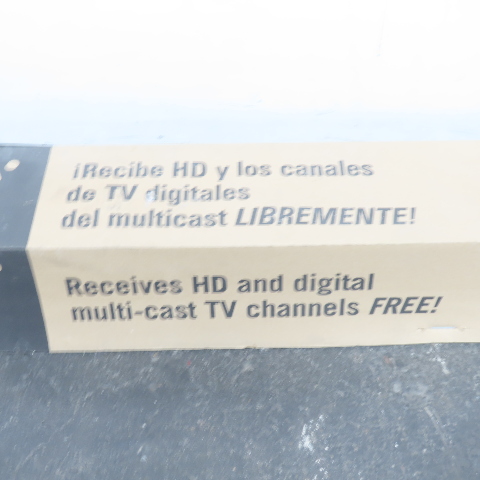 ¡Recibe HD y los canales
de TV digitales
del multicast LIBREMENTE!
Receives HD and digital
multi-cast TV channels FREE!